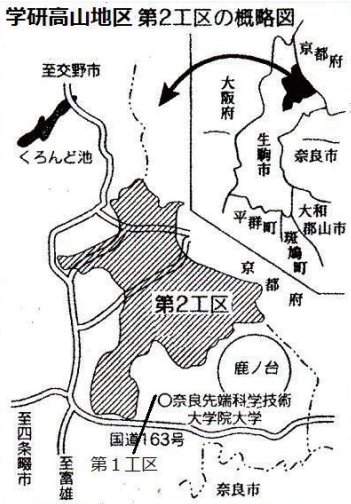 学研高山地区 第2工区の概略図
至交野市
くろんど池
京都府
大阪府
生駒市
奈良市
平群町
斑鳩町
大和
郡山市
京都府
第2工区
鹿ノ台
奈良先端科学技術
大学院大学
国道163号
第1工区
至四条畷市
至富雄
奈良市